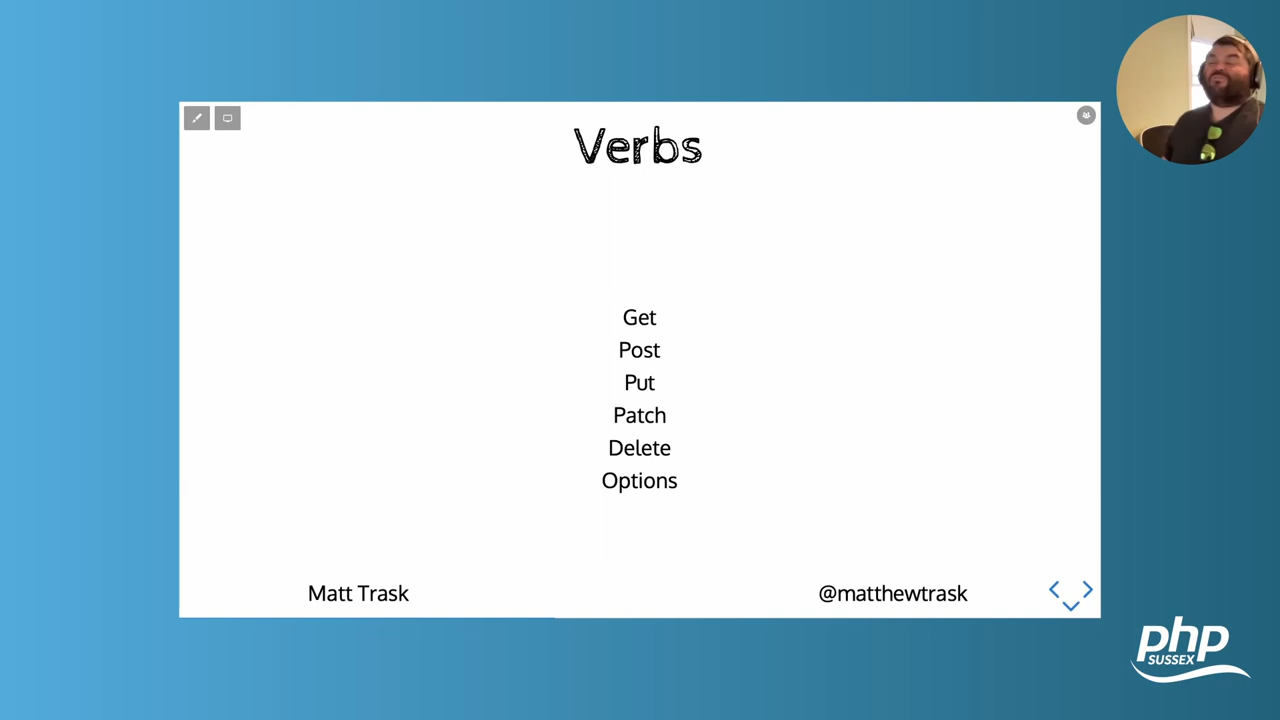 Verbs
Get
Post
Put
Patch
Delete
Options
Matt Trask
@matthewtrask
php
SUSSEX